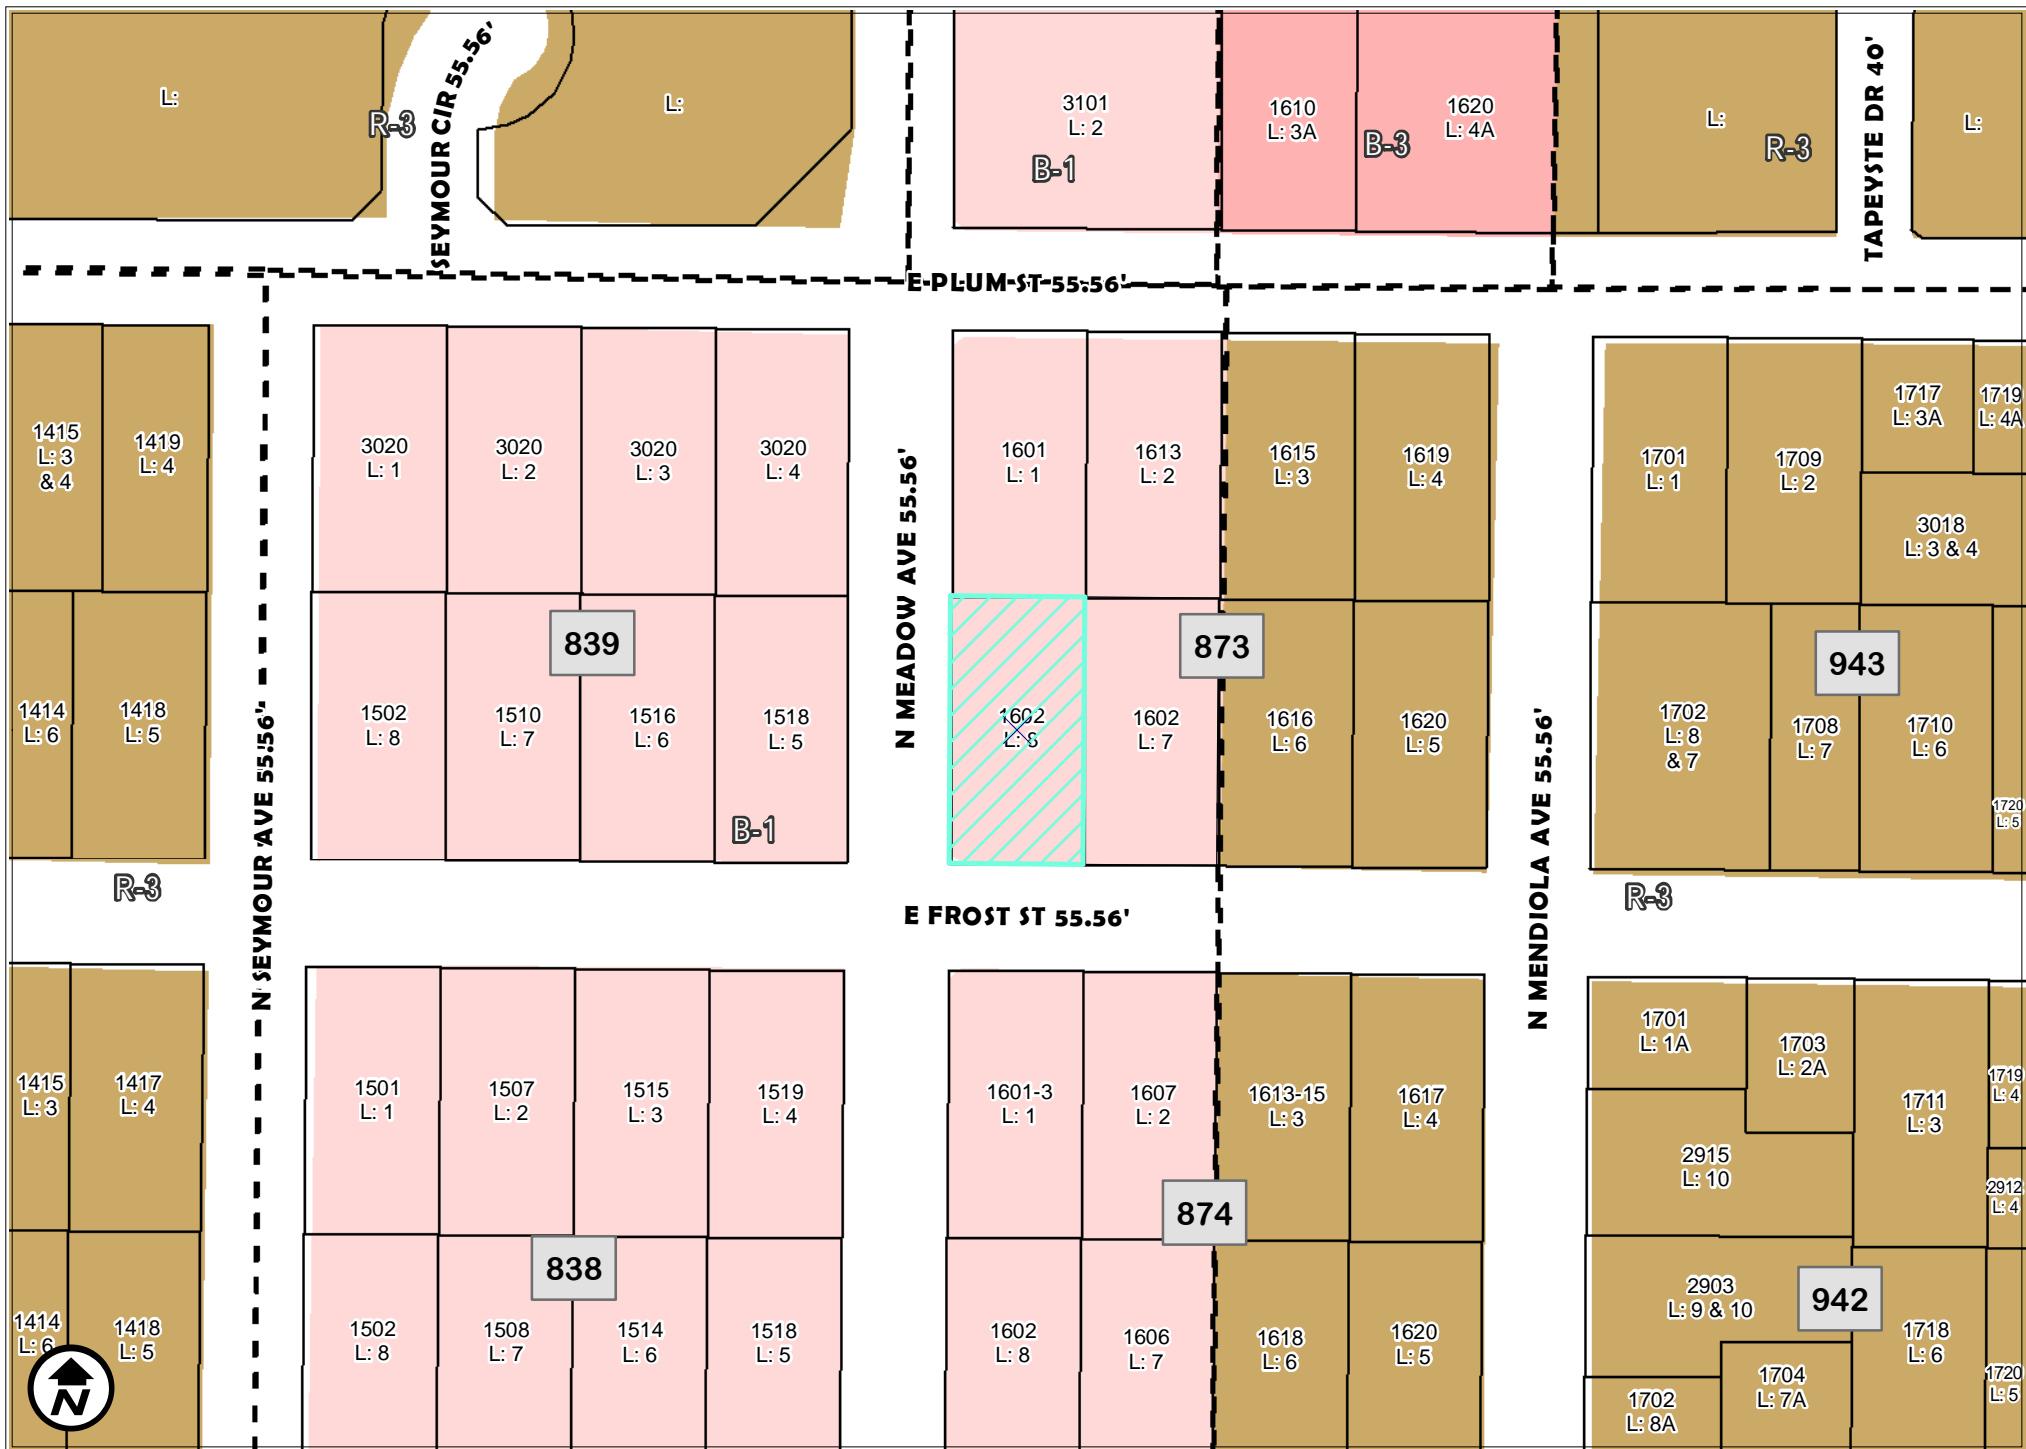 L:
R-3
SEYMOUR CIR 55.56'
L:
3101
L: 2
B-1
1610
L: 3A
B-3
1620
L: 4A
L:
R-3
TAPEYSTE DR 40'
L:
E PLUM ST 55.56'
1415
L: 3
& 4
1419
L: 4
3020
L: 1
3020
L: 2
3020
L: 3
3020
L: 4
N MEADOW AVE 55.56'
1601
L: 1
1613
L: 2
1615
L: 3
1619
L: 4
1701
L: 1
1709
L: 2
1717
L: 3A
1719
L: 4A
3018
L: 3 & 4
839
873
943
1414
L: 6
1418
L: 5
N SEYMOUR AVE 55.56'
1502
L: 8
1510
L: 7
1516
L: 6
1518
L: 5
B-1
1602
L: 8
1602
L: 7
1616
L: 6
1620
L: 5
N MENDIOLA AVE 55.56'
1702
L: 8
& 7
1708
L: 7
1710
L: 6
1720
L: 5
R-3
E FROST ST 55.56'
R-3
1415
L: 3
1417
L: 4
1501
L: 1
1507
L: 2
1515
L: 3
1519
L: 4
1601-3
L: 1
1607
L: 2
1613-15
L: 3
1617
L: 4
1701
L: 1A
1703
L: 2A
1711
L: 3
1719
L: 4
2915
L: 10
2912
L: 4
874
838
942
1414
L: 6
1418
L: 5
1502
L: 8
1508
L: 7
1514
L: 6
1518
L: 5
1602
L: 8
1606
L: 7
1618
L: 6
1620
L: 5
2903
L: 9 & 10
1718
L: 6
1720
L: 5
1702
L: 8A
1704
L: 7A
N